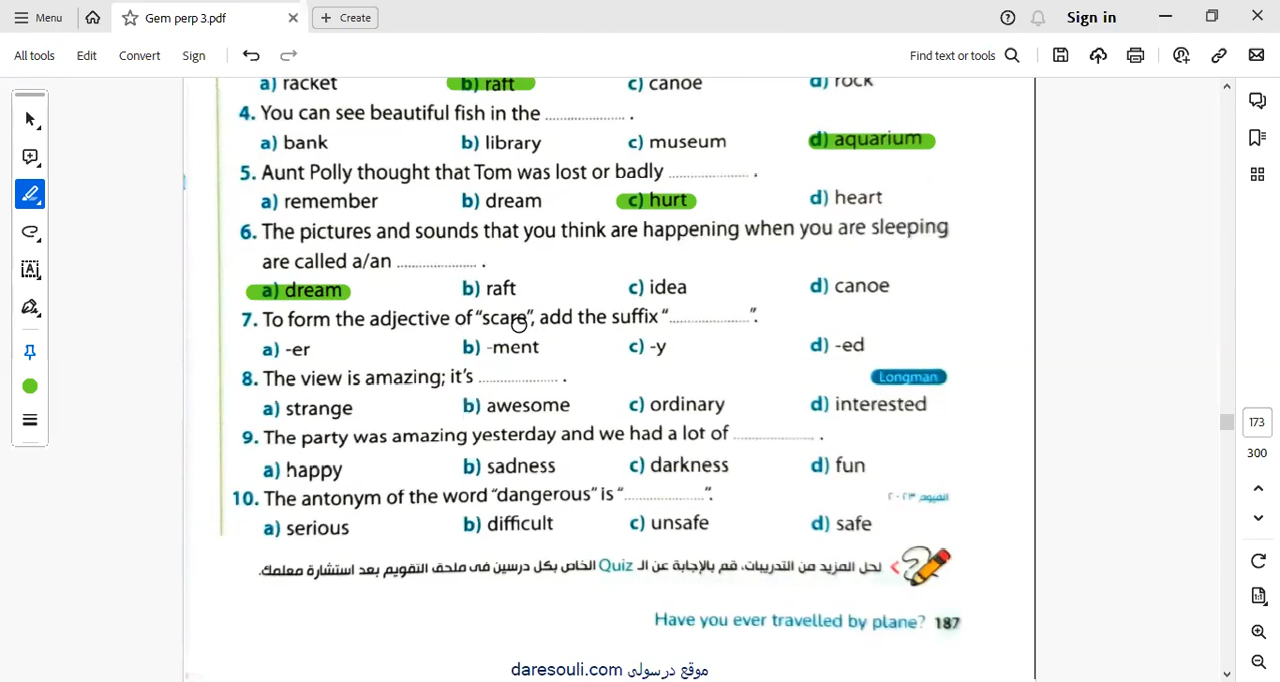 Menu
Gem perp 3.pdf
Create
Sign in
All tools Edit Convert Sign
Find text or tools
a) racket b) raft c) canoe d) rock
4. You can see beautiful fish in the .................... .
a) bank b) library c) museum d) aquarium
5. Aunt Polly thought that Tom was lost or badly .................... .
a) remember b) dream c) hurt d) heart
6. The pictures and sounds that you think are happening when you are sleeping
are called a/an .................... .
a) dream b) raft c) idea d) canoe
7. To form the adjective of “scare”, add the suffix “....................”.
a) -er b) -ment c) -y d) -ed
8. The view is amazing; it’s .................... .
Longman
a) strange b) awesome c) ordinary d) interested
9. The party was amazing yesterday and we had a lot of .................... .
a) happy b) sadness c) darkness d) fun
10. The antonym of the word “dangerous” is “....................”.
الفيوم ٢٠٢٣
a) serious b) difficult c) unsafe d) safe
لحل المزيد من التدريبات، قم بالإجابة عن الـ Quiz الخاص بكل درسين فى ملحق التقويم بعد استشارة معلمك.
Have you ever travelled by plane? 187
موقع درسولي daresouli.com
173
300